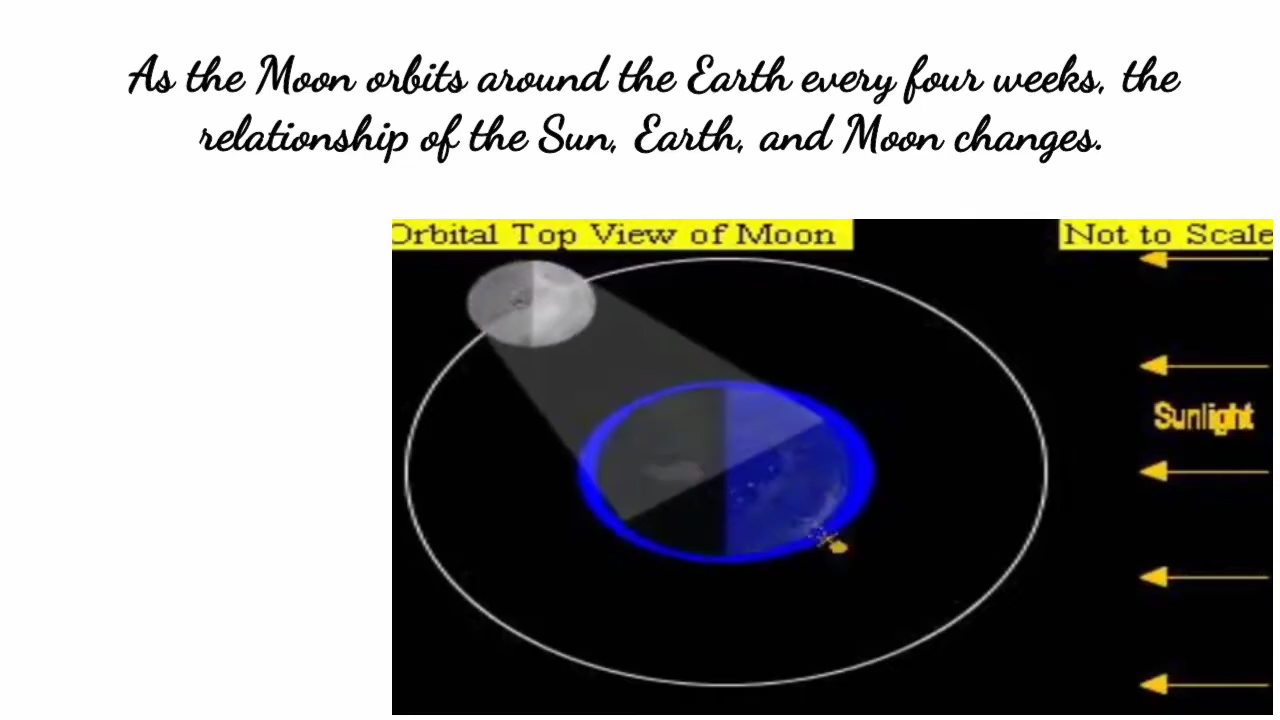 As the Moon orbits around the Earth every four weeks, the
relationship of the Sun, Earth, and Moon changes.
Orbital Top View of Moon
Not to Scale
Sunlight